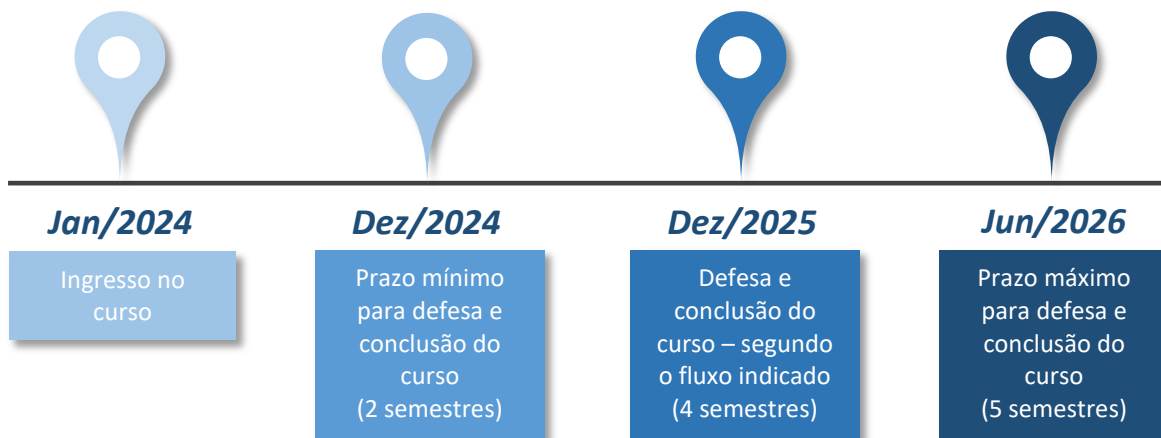 Jan/2024
Ingresso no
curso
Dez/2024
Prazo mínimo
para defesa e
conclusão do
curso
(2 semestres)
Dez/2025
Defesa e
conclusão do
curso – segundo
o fluxo indicado
(4 semestres)
Jun/2026
Prazo máximo
para defesa e
conclusão do
curso
(5 semestres)